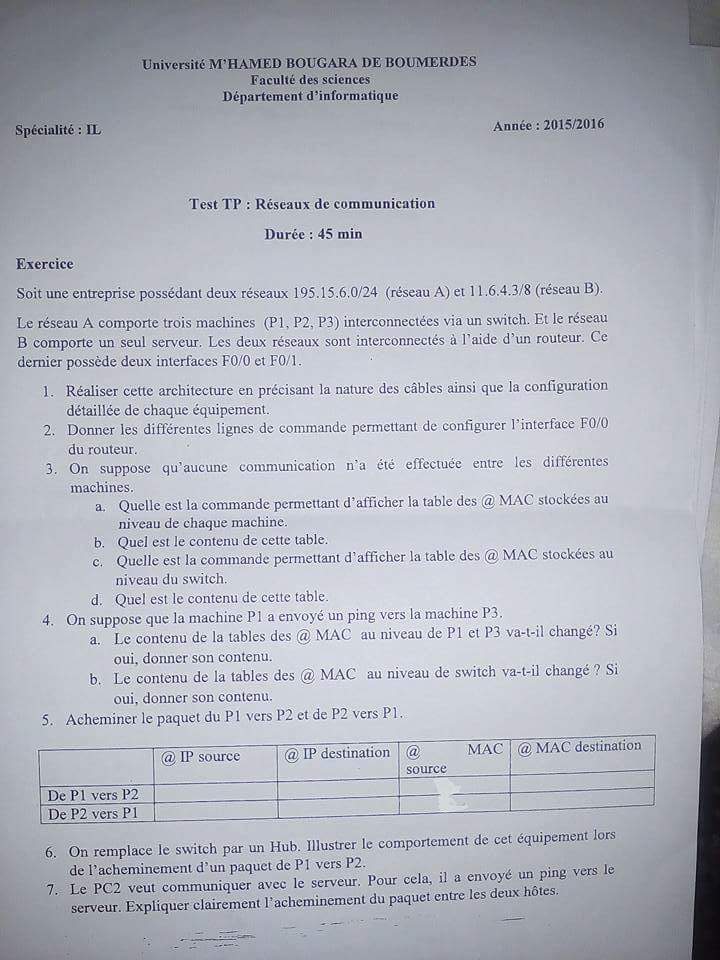 Université M'HAMED BOUGARA DE BOUMERDES
Faculté des sciences
Département d'informatique
Spécialité : IL
Année : 2015/2016
Test TP : Réseaux de communication
Durée : 45 min
Exercice
Soit une entreprise possédant deux réseaux 195.15.6.0/24 (réseau A) et 11.6.4.3/8 (réseau B).
Le réseau A comporte trois machines (P1, P2, P3) interconnectées via un switch. Et le réseau
B comporte un seul serveur. Les deux réseaux sont interconnectés à l'aide d'un routeur. Ce
dernier possède deux interfaces F0/0 et F0/1.
1. Réaliser cette architecture en précisant la nature des câbles ainsi que la configuration
détaillée de chaque équipement.
2. Donner les différentes lignes de commande permettant de configurer l'interface F0/0
du routeur.
3. On suppose qu'aucune communication n'a été effectuée entre les différentes
machines.
a. Quelle est la commande permettant d'afficher la table des @ MAC stockées au
niveau de chaque machine.
b. Quel est le contenu de cette table.
c. Quelle est la commande permettant d'afficher la table des @ MAC stockées au
niveau du switch.
d. Quel est le contenu de cette table.
4. On suppose que la machine P1 a envoyé un ping vers la machine P3.
a. Le contenu de la tables des @ MAC au niveau de P1 et P3 va-t-il changé? Si
oui, donner son contenu.
b. Le contenu de la tables des @ MAC au niveau de switch va-t-il changé ? Si
oui, donner son contenu.
5. Acheminer le paquet du P1 vers P2 et de P2 vers P1.
@ IP source @ IP destination @ MAC @ MAC destination
source
De P1 vers P2
De P2 vers P1
6. On remplace le switch par un Hub. Illustrer le comportement de cet équipement lors
de l'acheminement d'un paquet de P1 vers P2.
7. Le PC2 veut communiquer avec le serveur. Pour cela, il a envoyé un ping vers le
serveur. Expliquer clairement l'acheminement du paquet entre les deux hôtes.